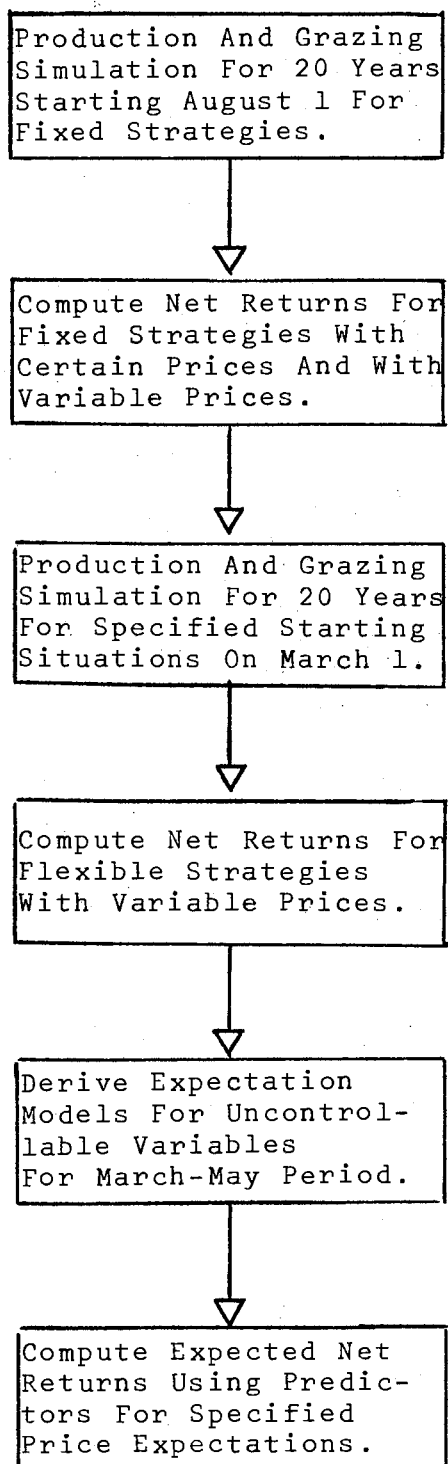 Production And Grazing
Simulation For 20 Years
Starting August 1 For
Fixed Strategies.
Compute Net Returns For
Fixed Strategies With
Certain Prices And With
Variable Prices.
Production And Grazing
Simulation For 20 Years
For Specified Starting
Situations On March 1.
Compute Net Returns For
Flexible Strategies
With Variable Prices.
Derive Expectation
Models For Uncontrol-
lable Variables
For March-May Period.
Compute Expected Net
Returns Using Predic-
tors For Specified
Price Expectations.